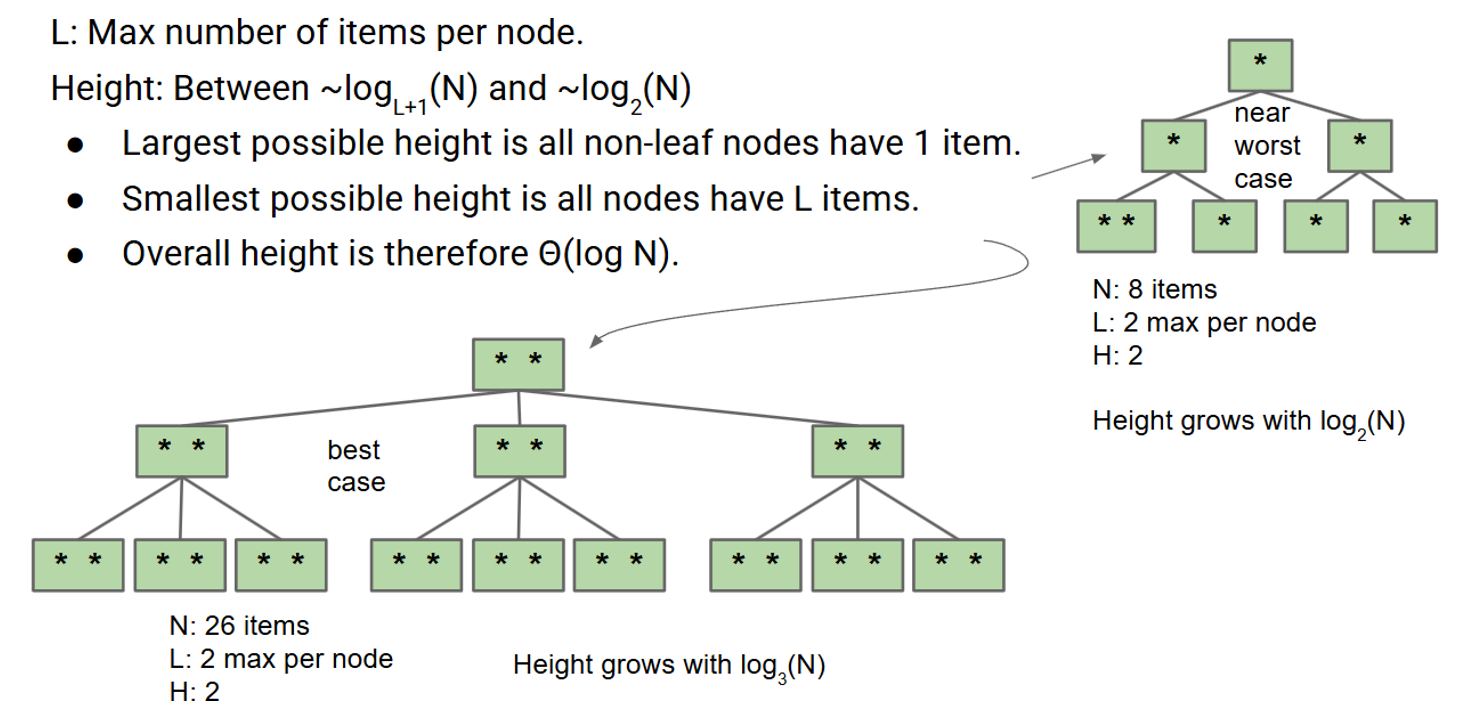 L: Max number of items per node.
Height: Between ~log_{L+1}(N) and ~log_2(N)
● Largest possible height is all non-leaf nodes have 1 item.
● Smallest possible height is all nodes have L items.
● Overall height is therefore Θ(log N).
*
near
* worst *
case
* * * * *
N: 8 items
L: 2 max per node
H: 2
Height grows with log_2(N)
* *
* * * * * *
best
case
* * * * * * * * * * * * * * * * * *
N: 26 items
L: 2 max per node
H: 2
Height grows with log_3(N)